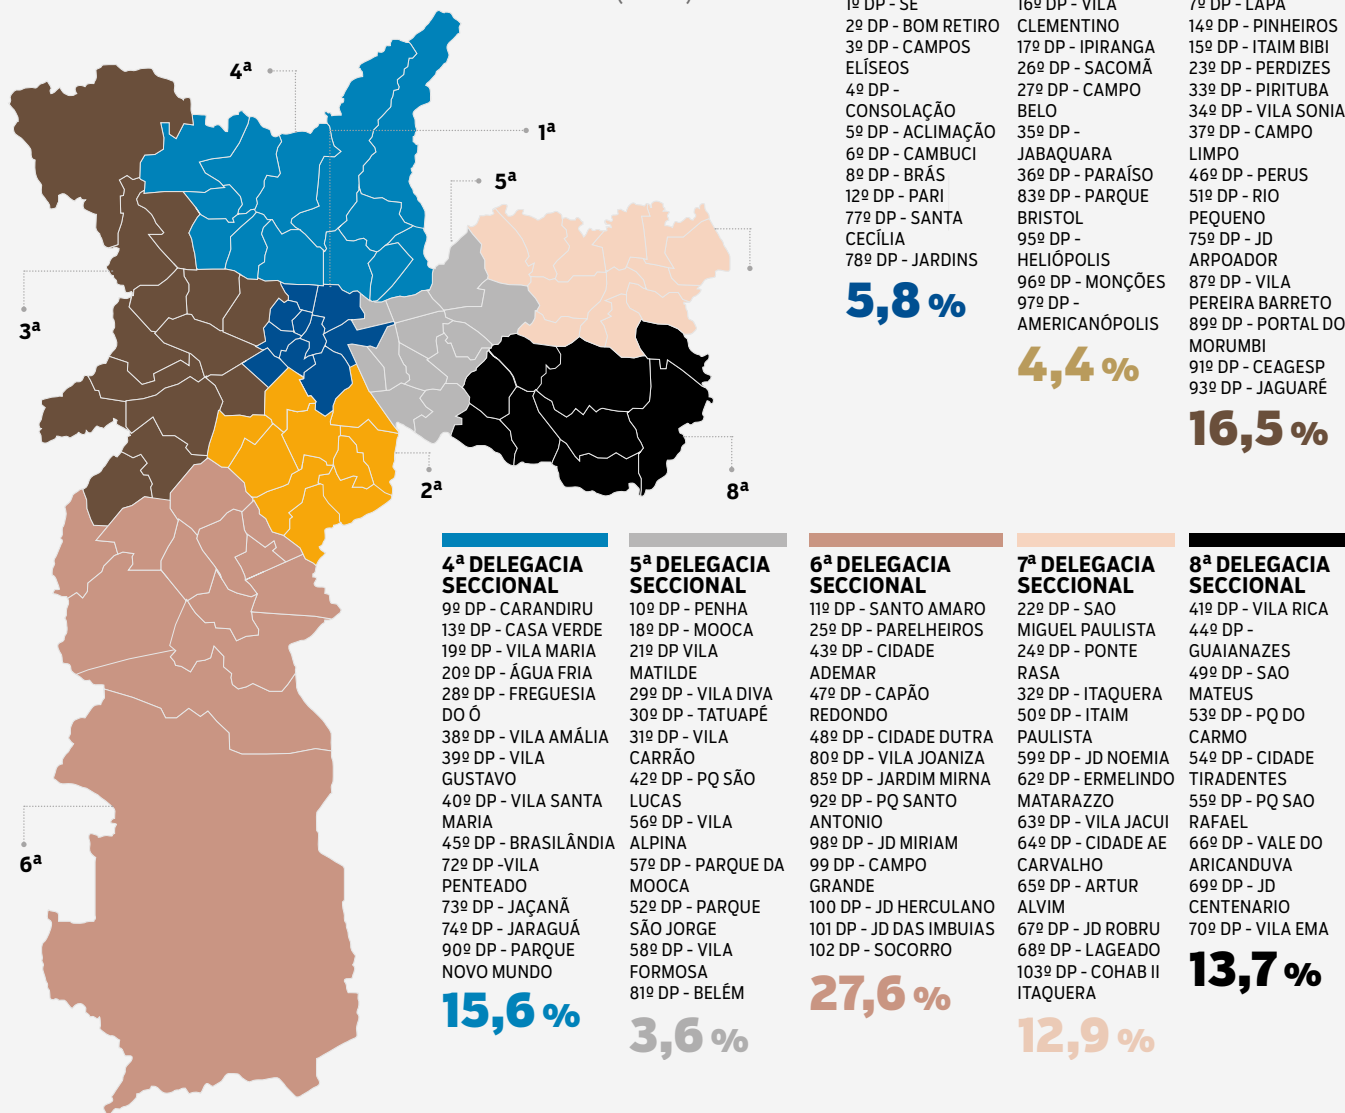 4ª
1ª
5ª
3ª
2ª
8ª
6ª
1º DP - SÉ
2º DP - BOM RETIRO
3º DP - CAMPOS
ELÍSEOS
4º DP -
CONSOLAÇÃO
5º DP - ACLIMAÇÃO
6º DP - CAMBUCI
8º DP - BRÁS
12º DP - PARI
77º DP - SANTA
CECÍLIA
78º DP - JARDINS
5,8 %
16º DP - VILA
CLEMENTINO
17º DP - IPIRANGA
26º DP - SACOMÃ
27º DP - CAMPO
BELO
35º DP -
JABAQUARA
36º DP - PARAÍSO
83º DP - PARQUE
BRISTOL
95º DP -
HELIÓPOLIS
96º DP - MONÇÕES
97º DP -
AMERICANÓPOLIS
4,4 %
7º DP - LAPA
14º DP - PINHEIROS
15º DP - ITAIM BIBI
23º DP - PERDIZES
33º DP - PIRITUBA
34º DP - VILA SONIA
37º DP - CAMPO
LIMPO
46º DP - PERUS
51º DP - RIO
PEQUENO
75º DP - JD
ARPOADOR
87º DP - VILA
PEREIRA BARRETO
89º DP - PORTAL DO
MORUMBI
91º DP - CEAGESP
93º DP - JAGUARÉ
16,5 %
4ª DELEGACIA
SECCIONAL
9º DP - CARANDIRU
13º DP - CASA VERDE
19º DP - VILA MARIA
20º DP - ÁGUA FRIA
28º DP - FREGUESIA
DO Ó
38º DP - VILA AMÁLIA
39º DP - VILA
GUSTAVO
40º DP - VILA SANTA
MARIA
45º DP - BRASILÂNDIA
72º DP -VILA
PENTEADO
73º DP - JAÇANÃ
74º DP - JARAGUÁ
90º DP - PARQUE
NOVO MUNDO
15,6 %
5ª DELEGACIA
SECCIONAL
10º DP - PENHA
18º DP - MOOCA
21º DP VILA
MATILDE
29º DP - VILA DIVA
30º DP - TATUAPÉ
31º DP - VILA
CARRÃO
42º DP - PQ SÃO
LUCAS
56º DP - VILA
ALPINA
57º DP - PARQUE DA
MOOCA
52º DP - PARQUE
SÃO JORGE
58º DP - VILA
FORMOSA
81º DP - BELÉM
3,6 %
6ª DELEGACIA
SECCIONAL
11º DP - SANTO AMARO
25º DP - PARELHEIROS
43º DP - CIDADE
ADEMAR
47º DP - CAPÃO
REDONDO
48º DP - CIDADE DUTRA
80º DP - VILA JOANIZA
85º DP - JARDIM MIRNA
92º DP - PQ SANTO
ANTONIO
98º DP - JD MIRIAM
99 DP - CAMPO
GRANDE
100 DP - JD HERCULANO
101 DP - JD DAS IMBUIAS
102 DP - SOCORRO
27,6 %
7ª DELEGACIA
SECCIONAL
22º DP - SAO
MIGUEL PAULISTA
24º DP - PONTE
RASA
32º DP - ITAQUERA
50º DP - ITAIM
PAULISTA
59º DP - JD NOEMIA
62º DP - ERMELINDO
MATARAZZO
63º DP - VILA JACUI
64º DP - CIDADE AE
CARVALHO
65º DP - ARTUR
ALVIM
67º DP - JD ROBRU
68º DP - LAGEADO
103º DP - COHAB II
ITAQUERA
12,9 %
8ª DELEGACIA
SECCIONAL
41º DP - VILA RICA
44º DP -
GUAIANAZES
49º DP - SAO
MATEUS
53º DP - PQ DO
CARMO
54º DP - CIDADE
TIRADENTES
55º DP - PQ SAO
RAFAEL
66º DP - VALE DO
ARICANDUVA
69º DP - JD
CENTENARIO
70º DP - VILA EMA
13,7 %